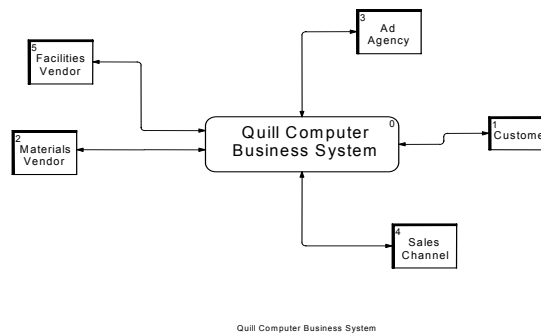 3
Ad
Agency
5
Facilities
Vendor
0
Quill Computer
Business System
1
Custome
2
Materials
Vendor
4
Sales
Channel
Quill Computer Business System